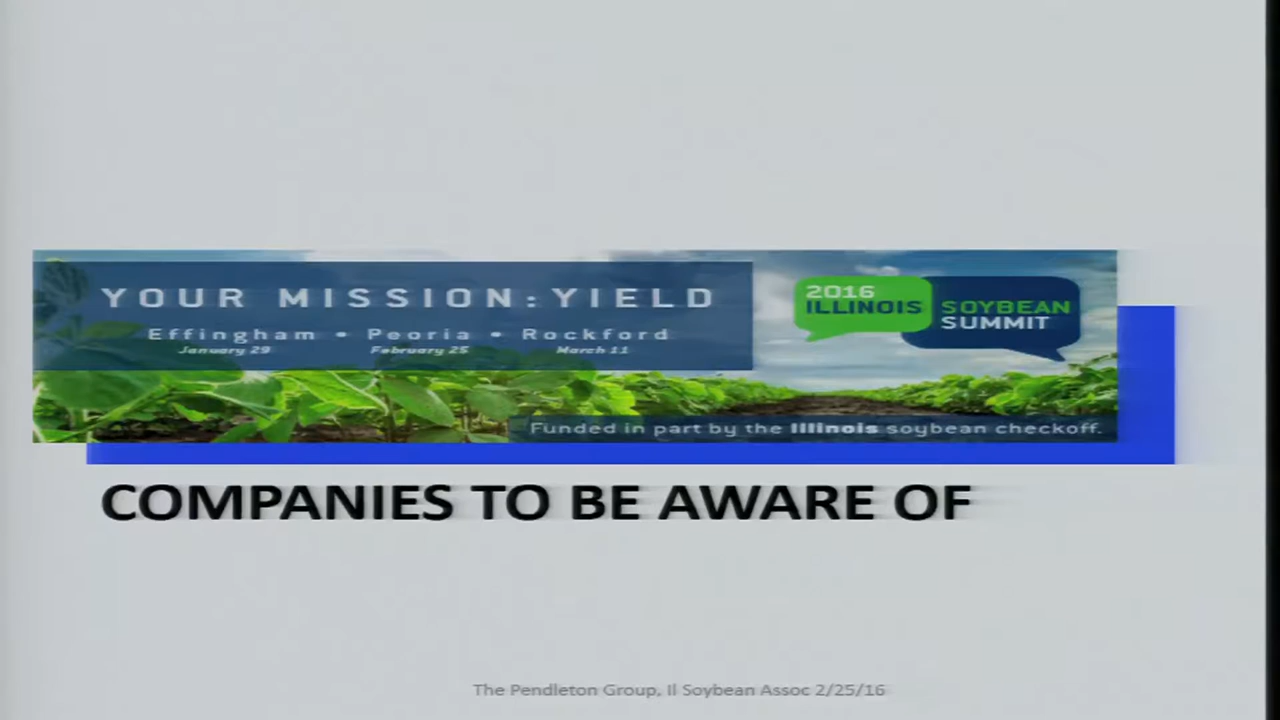 YOUR MISSION:YIELD
Effingham • Peoria • Rockford
January 29 February 25 March 11
2016
ILLINOIS SOYBEAN
SUMMIT
Funded in part by the Illinois soybean checkoff.
COMPANIES TO BE AWARE OF
The Pendleton Group, Il Soybean Assoc 2/25/16